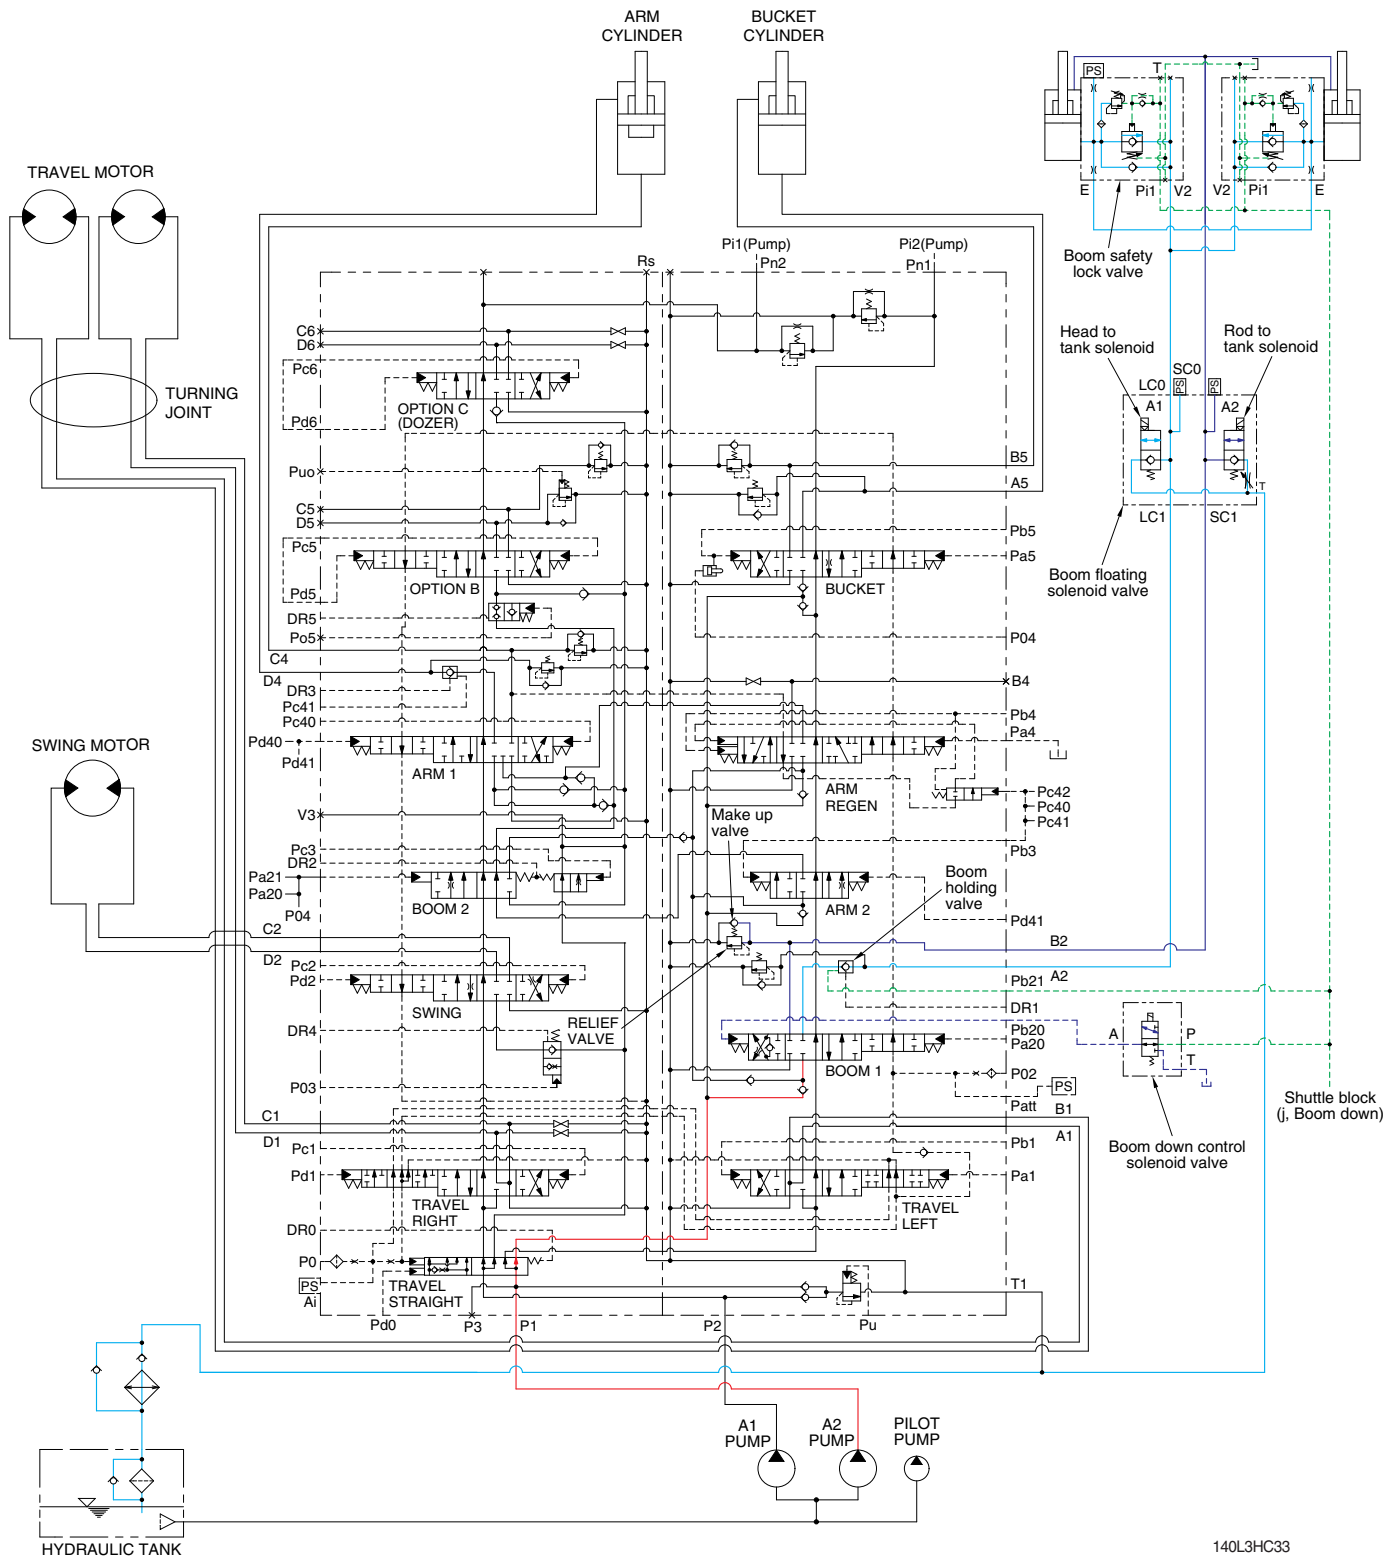 ARM
CYLINDER
BUCKET
CYLINDER
PS
T
E
Pi1
V2
V2
Pi1
E
TRAVEL MOTOR
TURNING
JOINT
Boom safety
lock valve
Pi1(Pump)
Pn2
Pi2(Pump)
Pn1
Rs
C6
D6
Pc6
Pd6
OPTION C
(DOZER)
Head to
tank solenoid
Rod to
tank solenoid
LC0
SC0
PS
PS
A1
A2
T
LC1
SC1
Boom floating
solenoid valve
Puo
C5
D5
Pc5
Pd5
OPTION B
B5
A5
Pb5
Pa5
BUCKET
DR5
Po5
P04
C4
D4
DR3
Pc41
Pc40
Pd40
Pd41
ARM 1
B4
Pb4
Pa4
ARM
REGEN
Pc42
Pc40
Pc41
SWING MOTOR
V3
Make up
valve
Pc3
DR2
Pa21
Pa20
P04
BOOM 2
Pb3
Boom
holding
valve
ARM 2
Pd41
C2
D2
Pc2
Pd2
SWING
B2
A2
Pb21
DR1
RELIEF
VALVE
DR4
P03
Pb20
Pa20
BOOM 1
P02
PS
Patt
A
P
T
Boom down control
solenoid valve
Shuttle block
(j, Boom down)
C1
D1
Pc1
Pd1
TRAVEL
RIGHT
B1
A1
Pb1
Pa1
TRAVEL
LEFT
DR0
P0
PS
Ai
TRAVEL
STRAIGHT
T1
Pd0
P3
P1
P2
Pu
A1
PUMP
A2
PUMP
PILOT
PUMP
HYDRAULIC TANK
140L3HC33